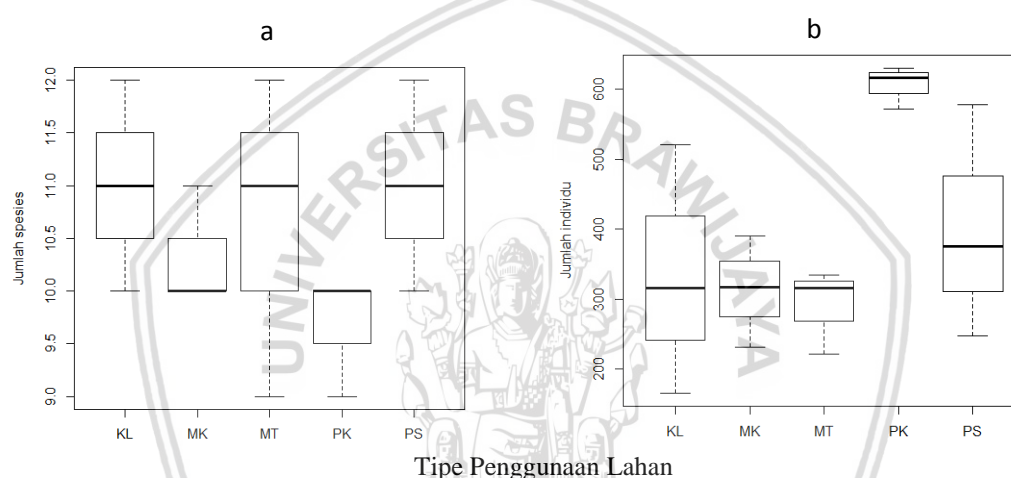 a
12.0
11.5
11.0
10.5
10.0
9.5
9.0
Jumlah spesies
KL MK MT PK PS
b
600
500
400
300
200
Jumlah individu
KL MK MT PK PS
Tipe Penggunaan Lahan
UNIVERSITAS BRAWIJAYA